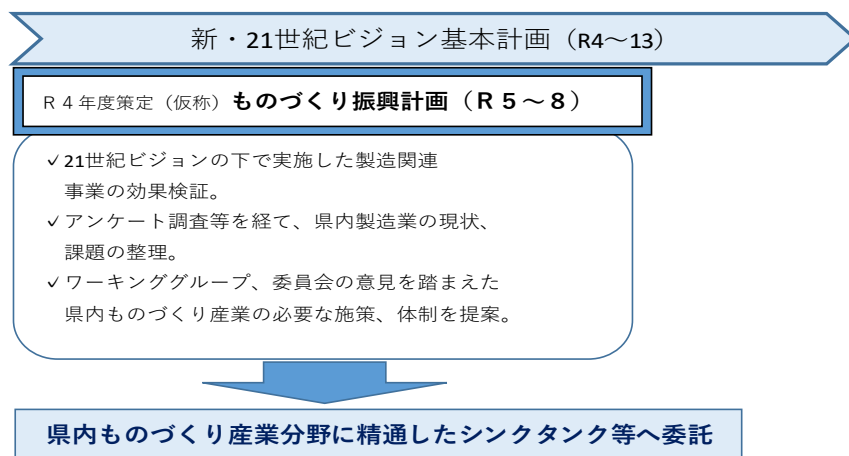 新・21世紀ビジョン基本計画（R4～13）
Ｒ４年度策定（仮称）ものづくり振興計画（Ｒ５～８）
✓21世紀ビジョンの下で実施した製造関連
事業の効果検証。
✓アンケート調査等を経て、県内製造業の現状、
課題の整理。
✓ワーキンググループ、委員会の意見を踏まえた
県内ものづくり産業の必要な施策、体制を提案。
県内ものづくり産業分野に精通したシンクタンク等へ委託